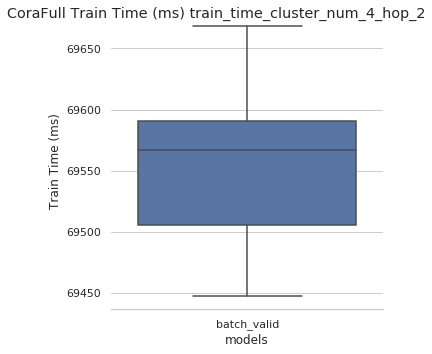 CoraFull Train Time (ms) train_time_cluster_num_4_hop_2
69650
69600
69550
69500
69450
Train Time (ms)
batch_valid
models